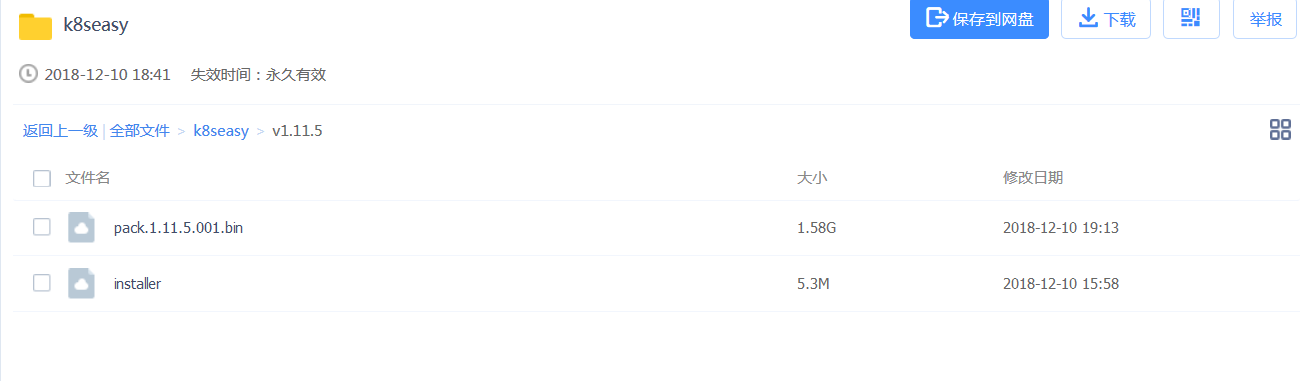 k8seasy 保存到网盘 下载 举报
2018-12-10 18:41 失效时间：永久有效
返回上一级 | 全部文件 > k8seasy > v1.11.5
文件名 大小 修改日期
pack.1.11.5.001.bin 1.58G 2018-12-10 19:13
installer 5.3M 2018-12-10 15:58